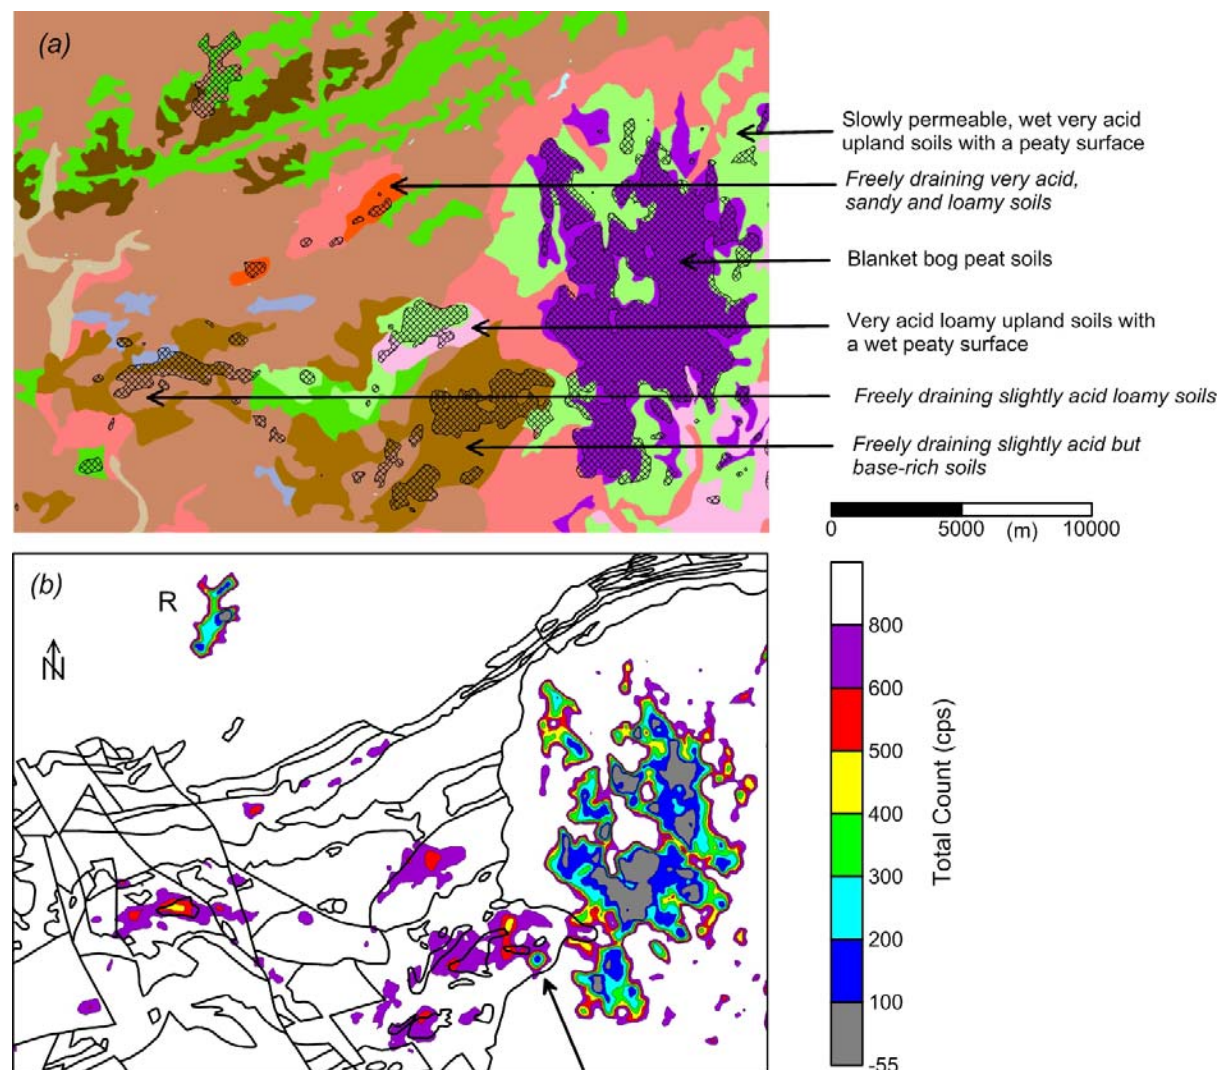 (a)
Slowly permeable, wet very acid
upland soils with a peaty surface
Freely draining very acid,
sandy and loamy soils
Blanket bog peat soils
Very acid loamy upland soils with
a wet peaty surface
Freely draining slightly acid loamy soils
Freely draining slightly acid but
base-rich soils
0 5000 (m) 10000
(b)
R
N
800
600
500
400
300
200
100
-55
Total Count (cps)